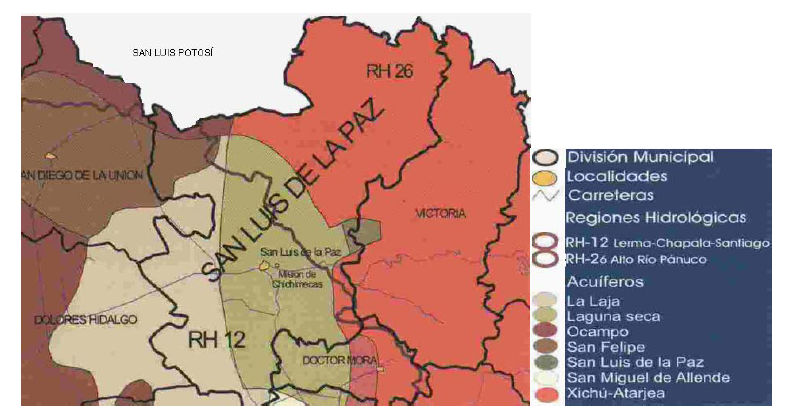 SAN LUIS POTOSÍ
RH 26
SAN LUIS DE LA PAZ
AN DIEGO DE LA UNION
VICTORIA
San Luis de la Paz
Misión de
Chichimecas
DOLORES HIDALGO
RH 12
DOCTOR MORA
División Municipal
Localidades
Carreteras
Regiones Hidrológicas
RH-12 Lerma-Chapala-Santiago
RH-26 Alto Río Pánuco
Acuíferos
La Laja
Laguna seca
Ocampo
San Felipe
San Luis de la Paz
San Miguel de Allende
Xichú-Atarjea